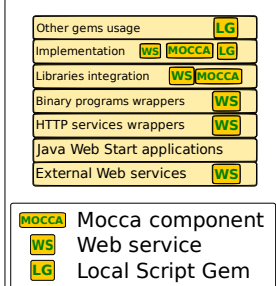 Other gems usage LG
Implementation WS MOCCA LG
Libraries integration WS MOCCA
Binary programs wrappers WS
HTTP services wrappers WS
Java Web Start applications
External Web services WS
MOCCA Mocca component
WS Web service
LG Local Script Gem